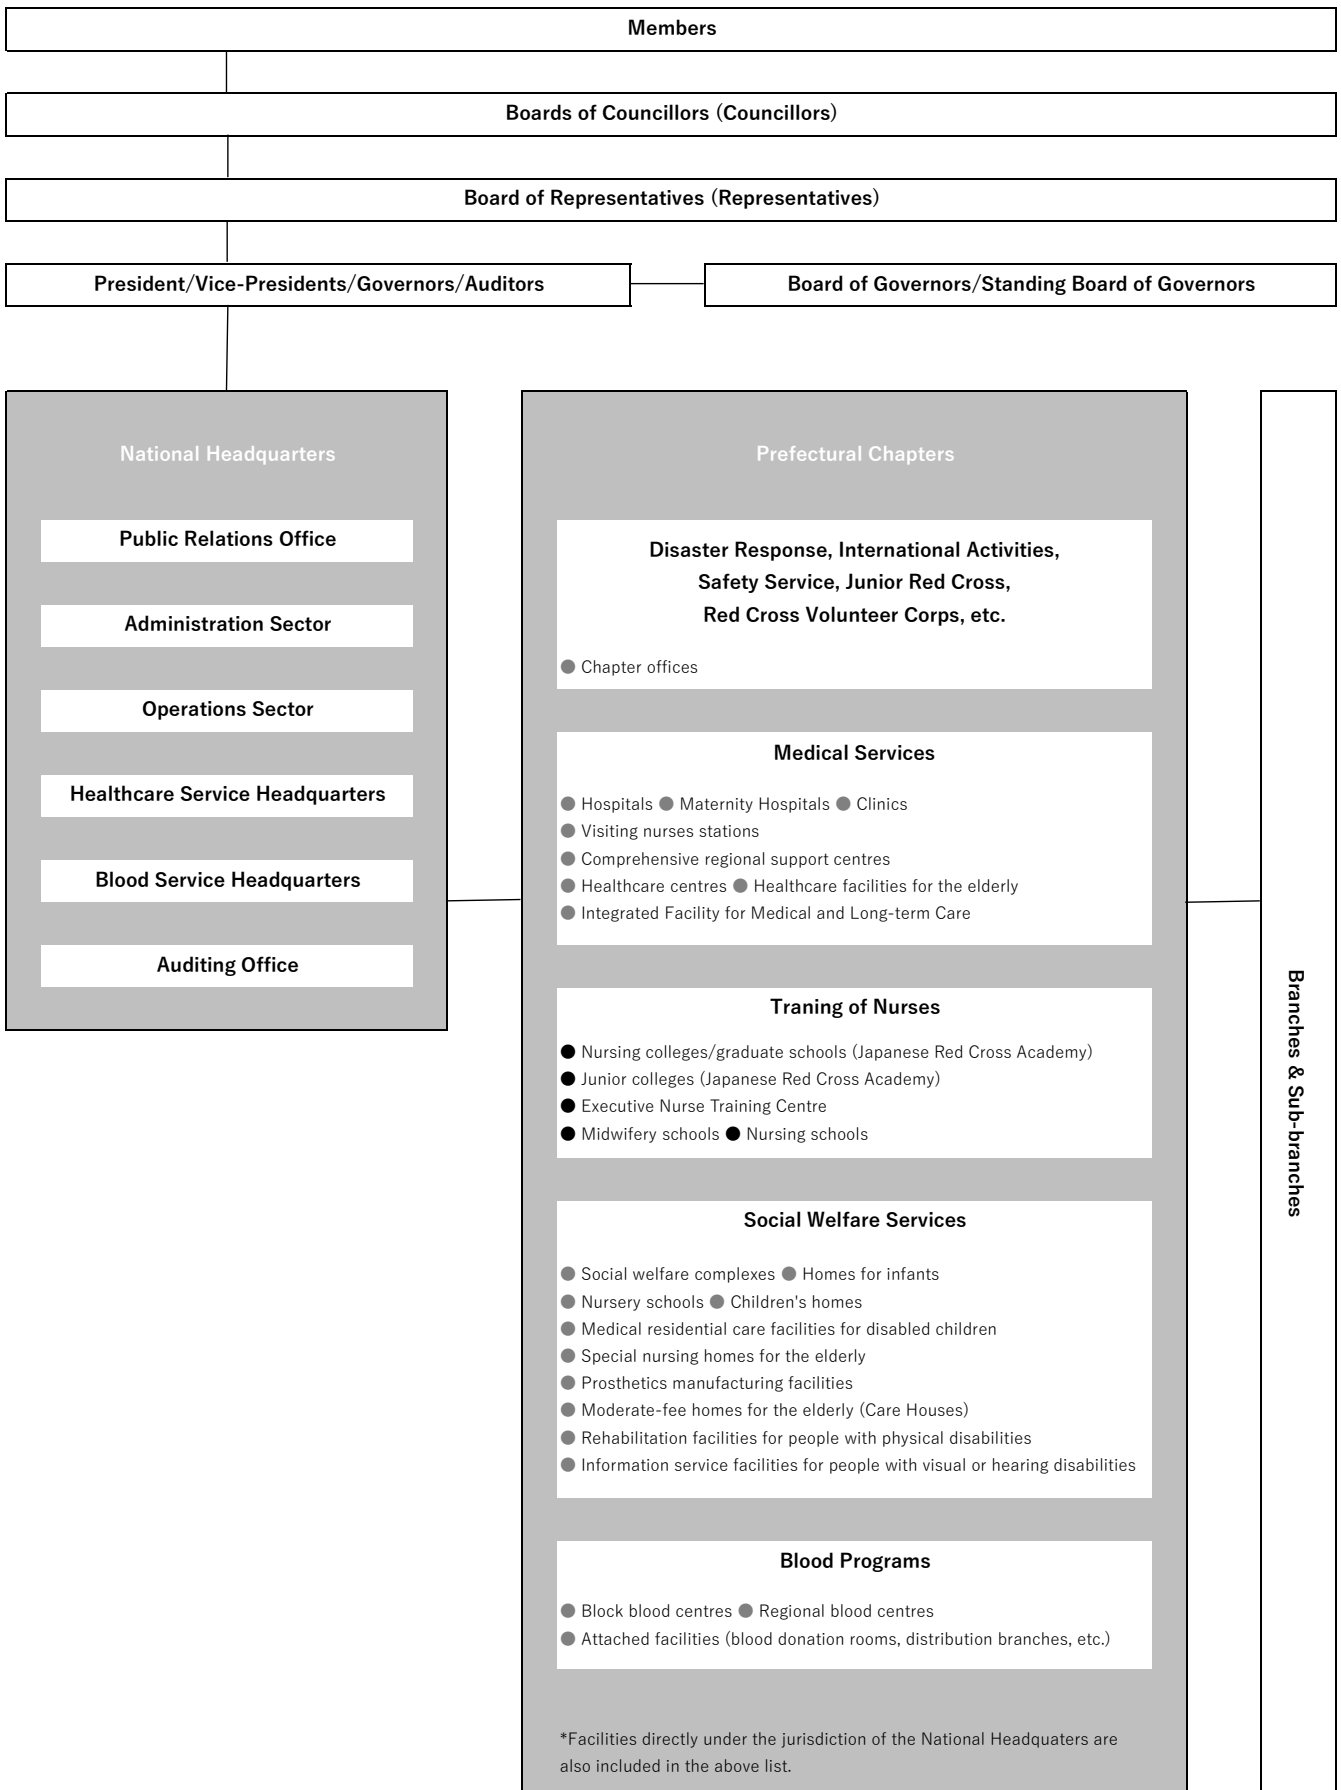 Members
Boards of Councillors (Councillors)
Board of Representatives (Representatives)
President/Vice-Presidents/Governors/Auditors
Board of Governors/Standing Board of Governors
National Headquarters
Public Relations Office
Administration Sector
Operations Sector
Healthcare Service Headquarters
Blood Service Headquarters
Auditing Office
Prefectural Chapters
Disaster Response, International Activities,
Safety Service, Junior Red Cross,
Red Cross Volunteer Corps, etc.
● Chapter offices
Medical Services
● Hospitals ● Maternity Hospitals ● Clinics
● Visiting nurses stations
● Comprehensive regional support centres
● Healthcare centres ● Healthcare facilities for the elderly
● Integrated Facility for Medical and Long-term Care
Traning of Nurses
● Nursing colleges/graduate schools (Japanese Red Cross Academy)
● Junior colleges (Japanese Red Cross Academy)
● Executive Nurse Training Centre
● Midwifery schools ● Nursing schools
Social Welfare Services
● Social welfare complexes ● Homes for infants
● Nursery schools ● Children's homes
● Medical residential care facilities for disabled children
● Special nursing homes for the elderly
● Prosthetics manufacturing facilities
● Moderate-fee homes for the elderly (Care Houses)
● Rehabilitation facilities for people with physical disabilities
● Information service facilities for people with visual or hearing disabilities
Blood Programs
● Block blood centres ● Regional blood centres
● Attached facilities (blood donation rooms, distribution branches, etc.)
*Facilities directly under the jurisdiction of the National Headquaters are
also included in the above list.
Branches & Sub-branches